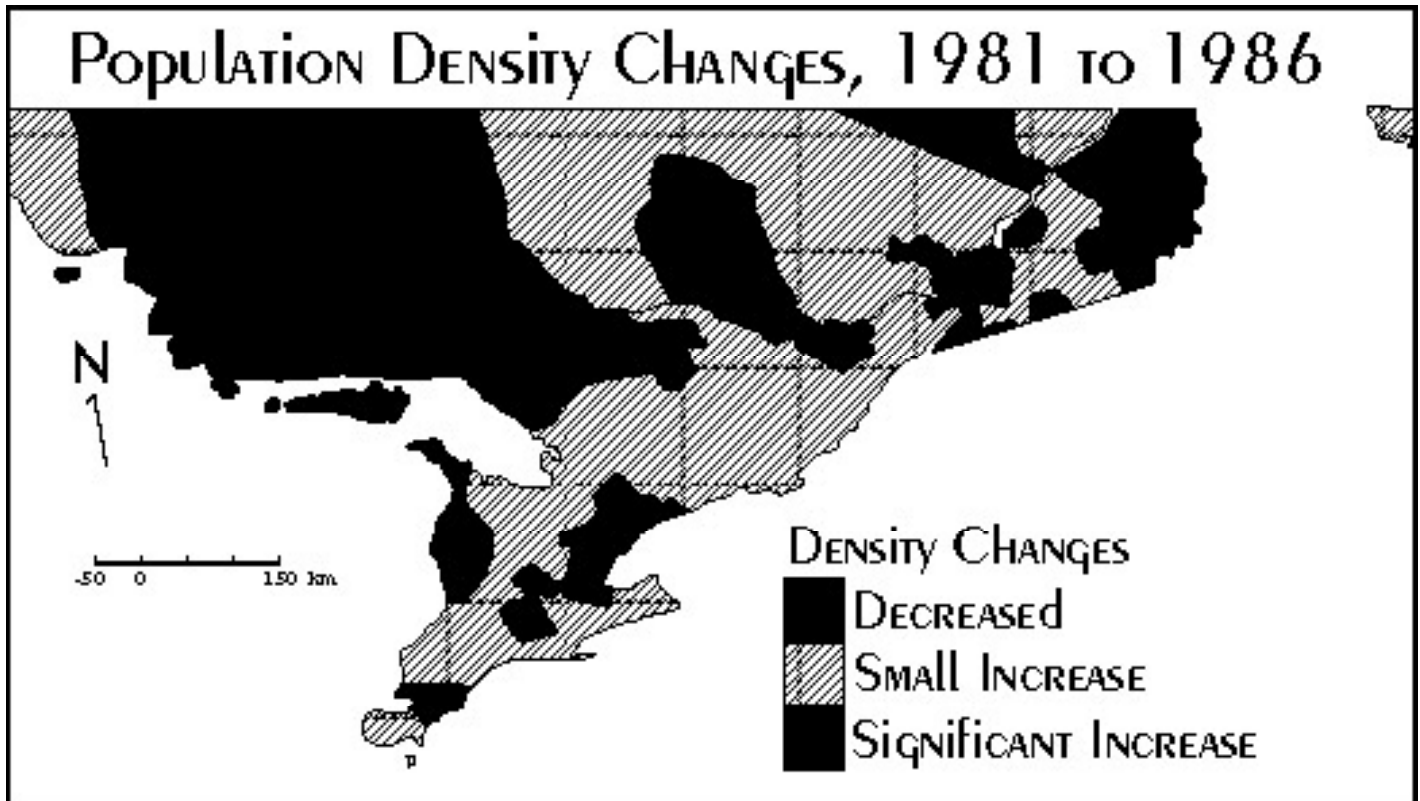 Population Density Changes, 1981 to 1986
N
-50 0 150 km
Density Changes
Decreased
Small Increase
Significant Increase
p